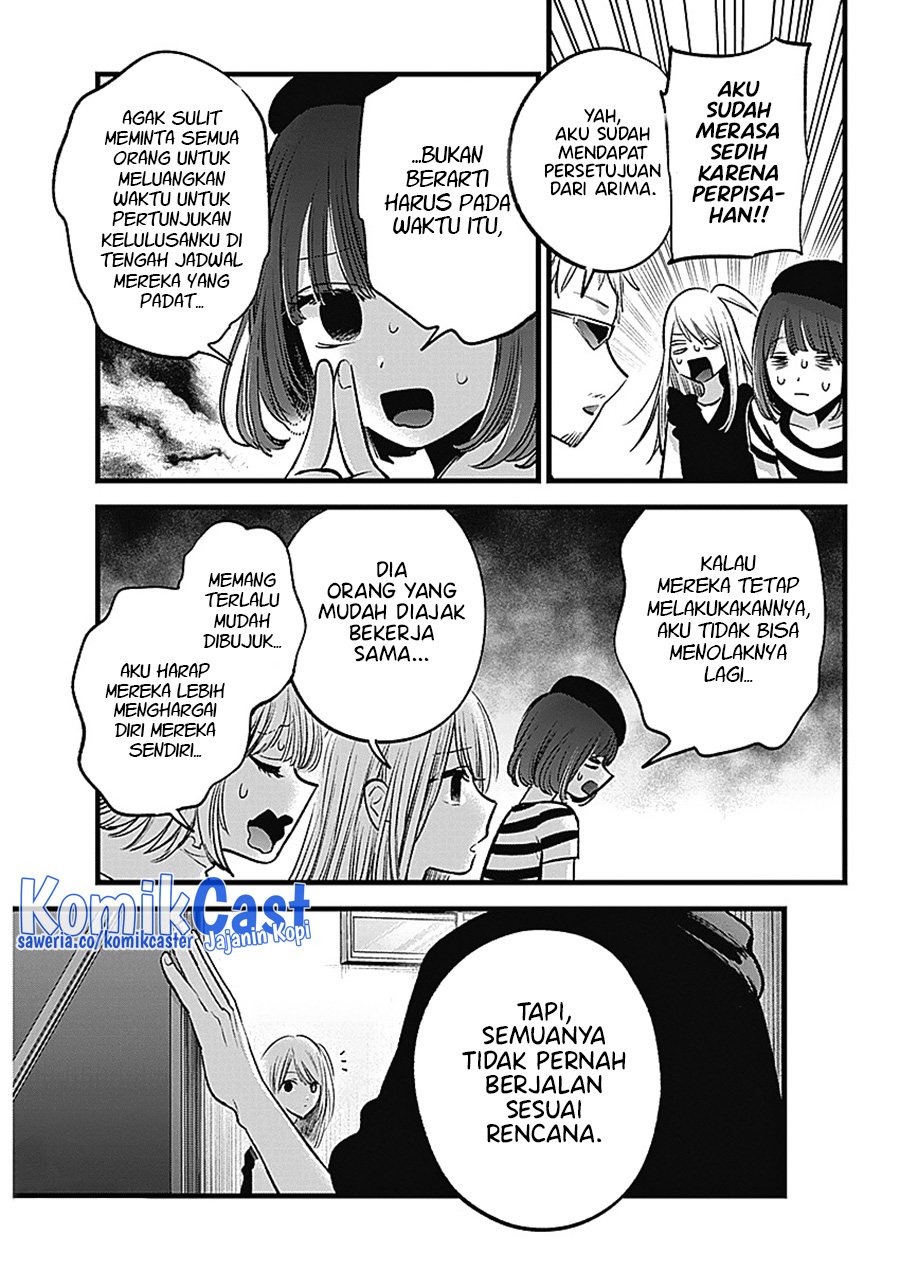 AKU
SUDAH
MERASA
SEDIH
KARENA
PERPISA-
HAN!!
YAH,
AKU SUDAH
MENDAPAT
PERSETUJUAN
DARI ARIMA.
...BUKAN
BERARTI
HARUS PADA
WAKTU ITU,
AGAK SULIT
MEMINTA SEMUA
ORANG UNTUK
MELUANGKAN
WAKTU UNTUK
PERTUNJUKAN
KELULUSANKU DI
TENGAH JADWAL
MEREKA YANG
PADAT...
KALAU
MEREKA TETAP
MELAKUKAKANNYA,
AKU TIDAK BISA
MENOLAKNYA
LAGI...
DIA
ORANG YANG
MUDAH DIAJAK
BEKERJA
SAMA...
MEMANG
TERLALU
MUDAH
DIBUJUK...
AKU HARAP
MEREKA LEBIH
MENGHARGAI
DIRI MEREKA
SENDIRI...
KomikCast
saweria.co/komikcaster Jajanin Kopi
TAPI,
SEMUANYA
TIDAK PERNAH
BERJALAN
SESUAI
RENCANA.